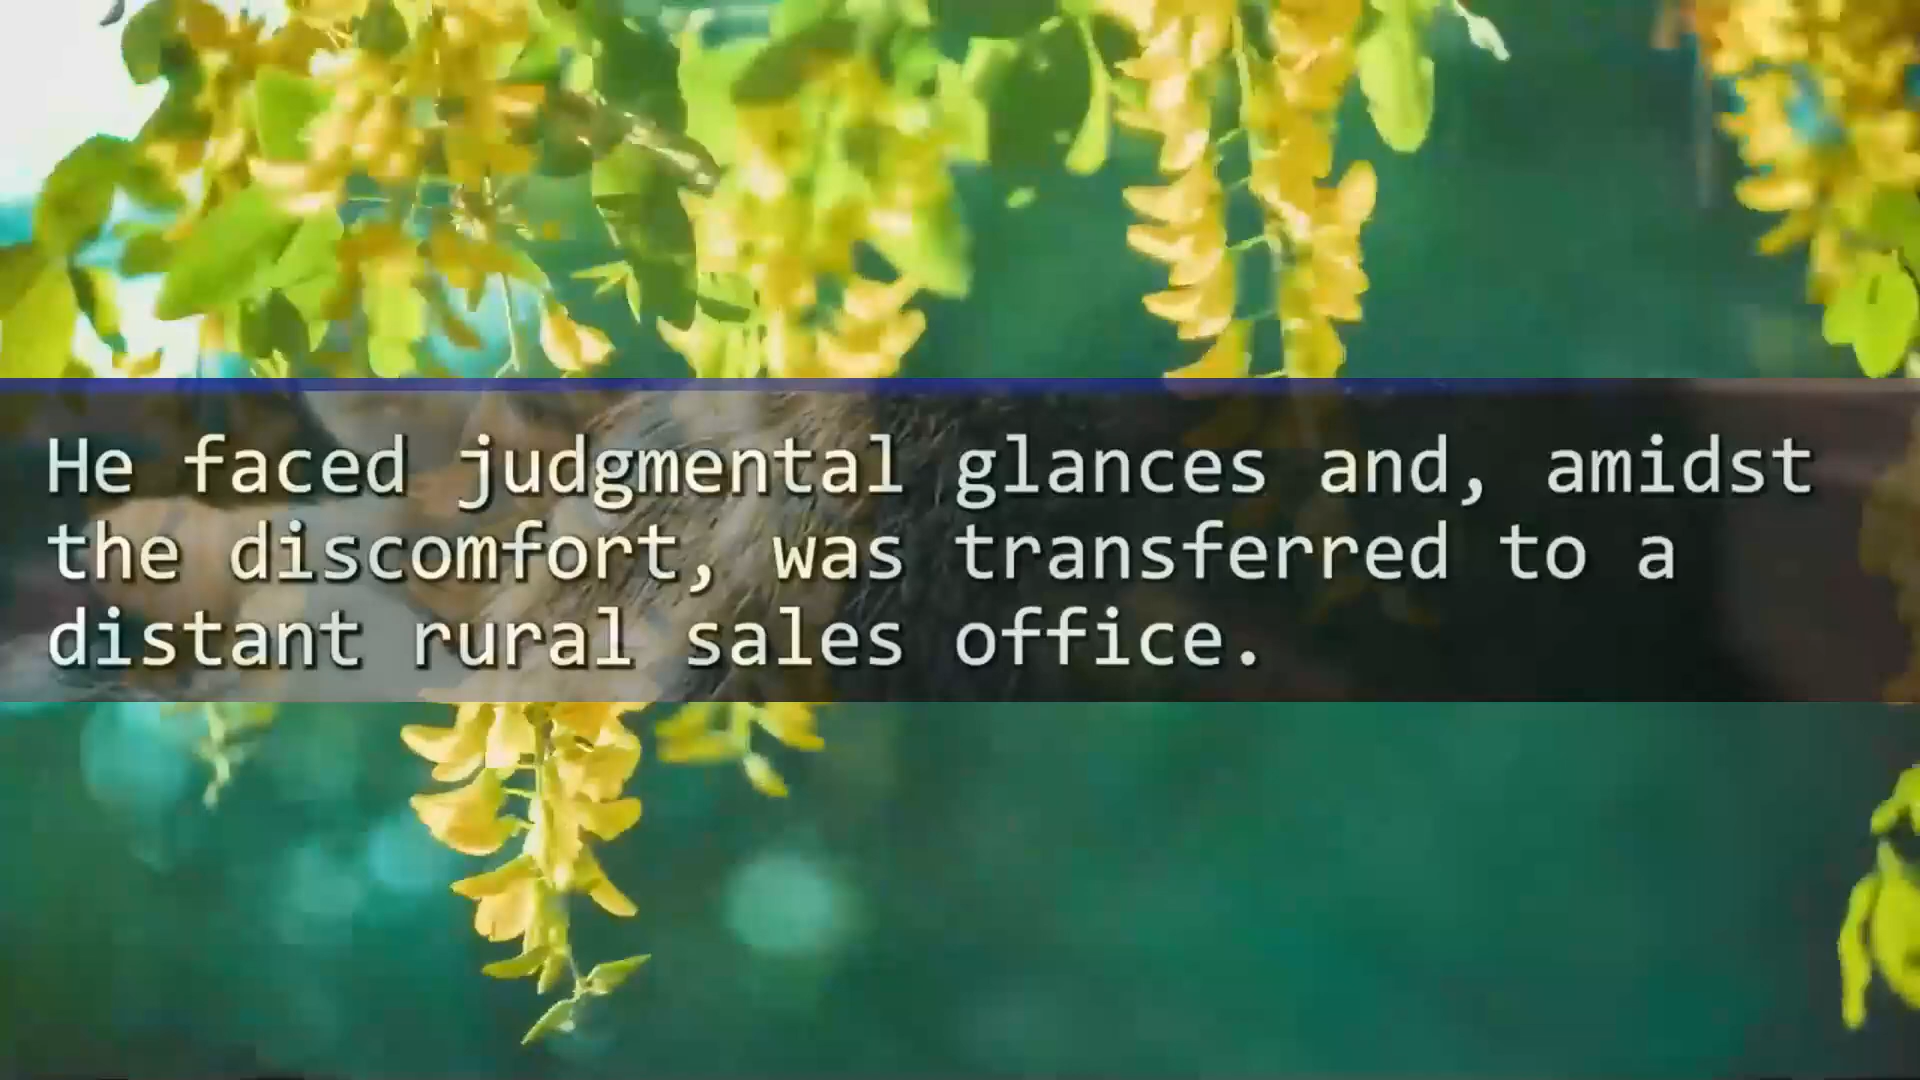 He faced judgmental glances and, amidst
the discomfort, was transferred to a
distant rural sales office.